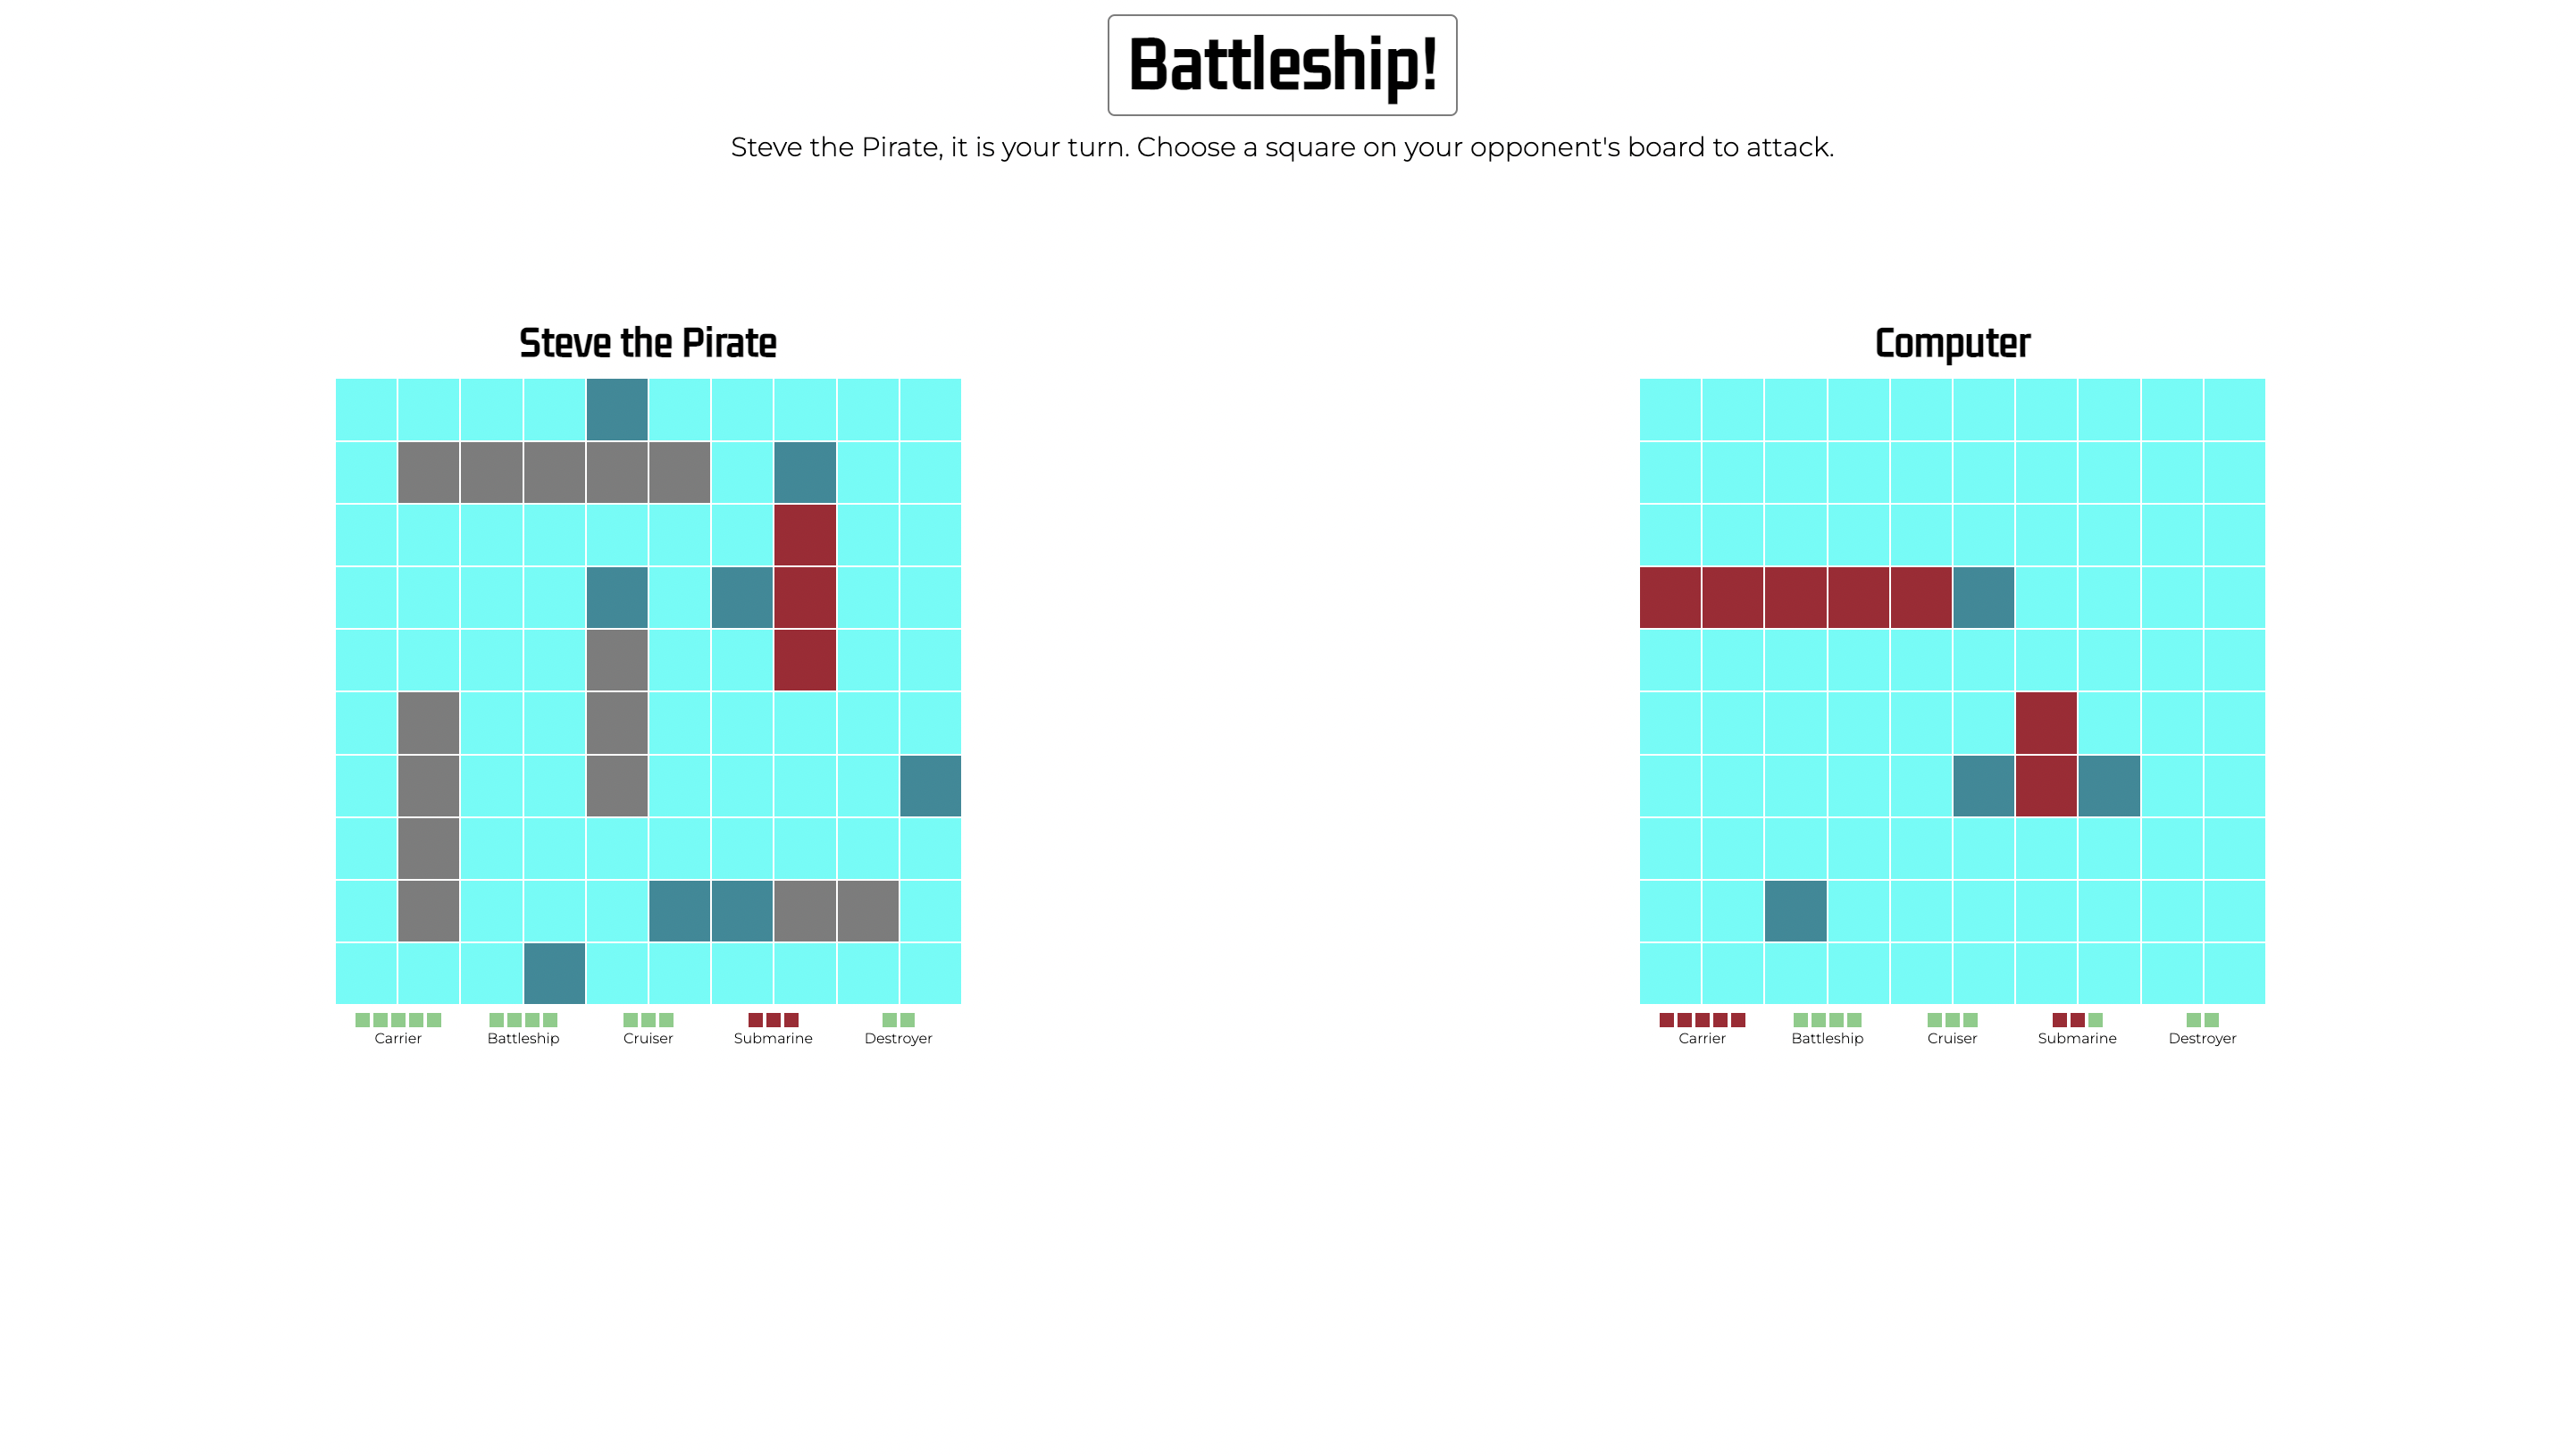 Battleship!
Steve the Pirate, it is your turn. Choose a square on your opponent's board to attack.
Steve the Pirate
Carrier Battleship Cruiser Submarine Destroyer
Computer
Carrier Battleship Cruiser Submarine Destroyer